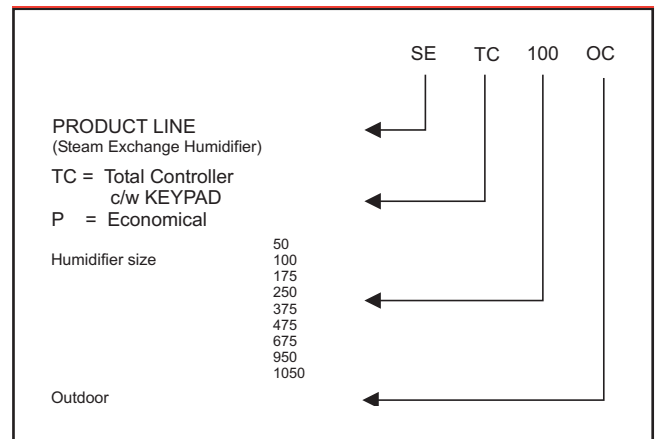 SE TC 100 OC
PRODUCT LINE
(Steam Exchange Humidifier)
TC = Total Controller
c/w KEYPAD
P = Economical
Humidifier size
50
100
175
250
375
475
675
950
1050
Outdoor